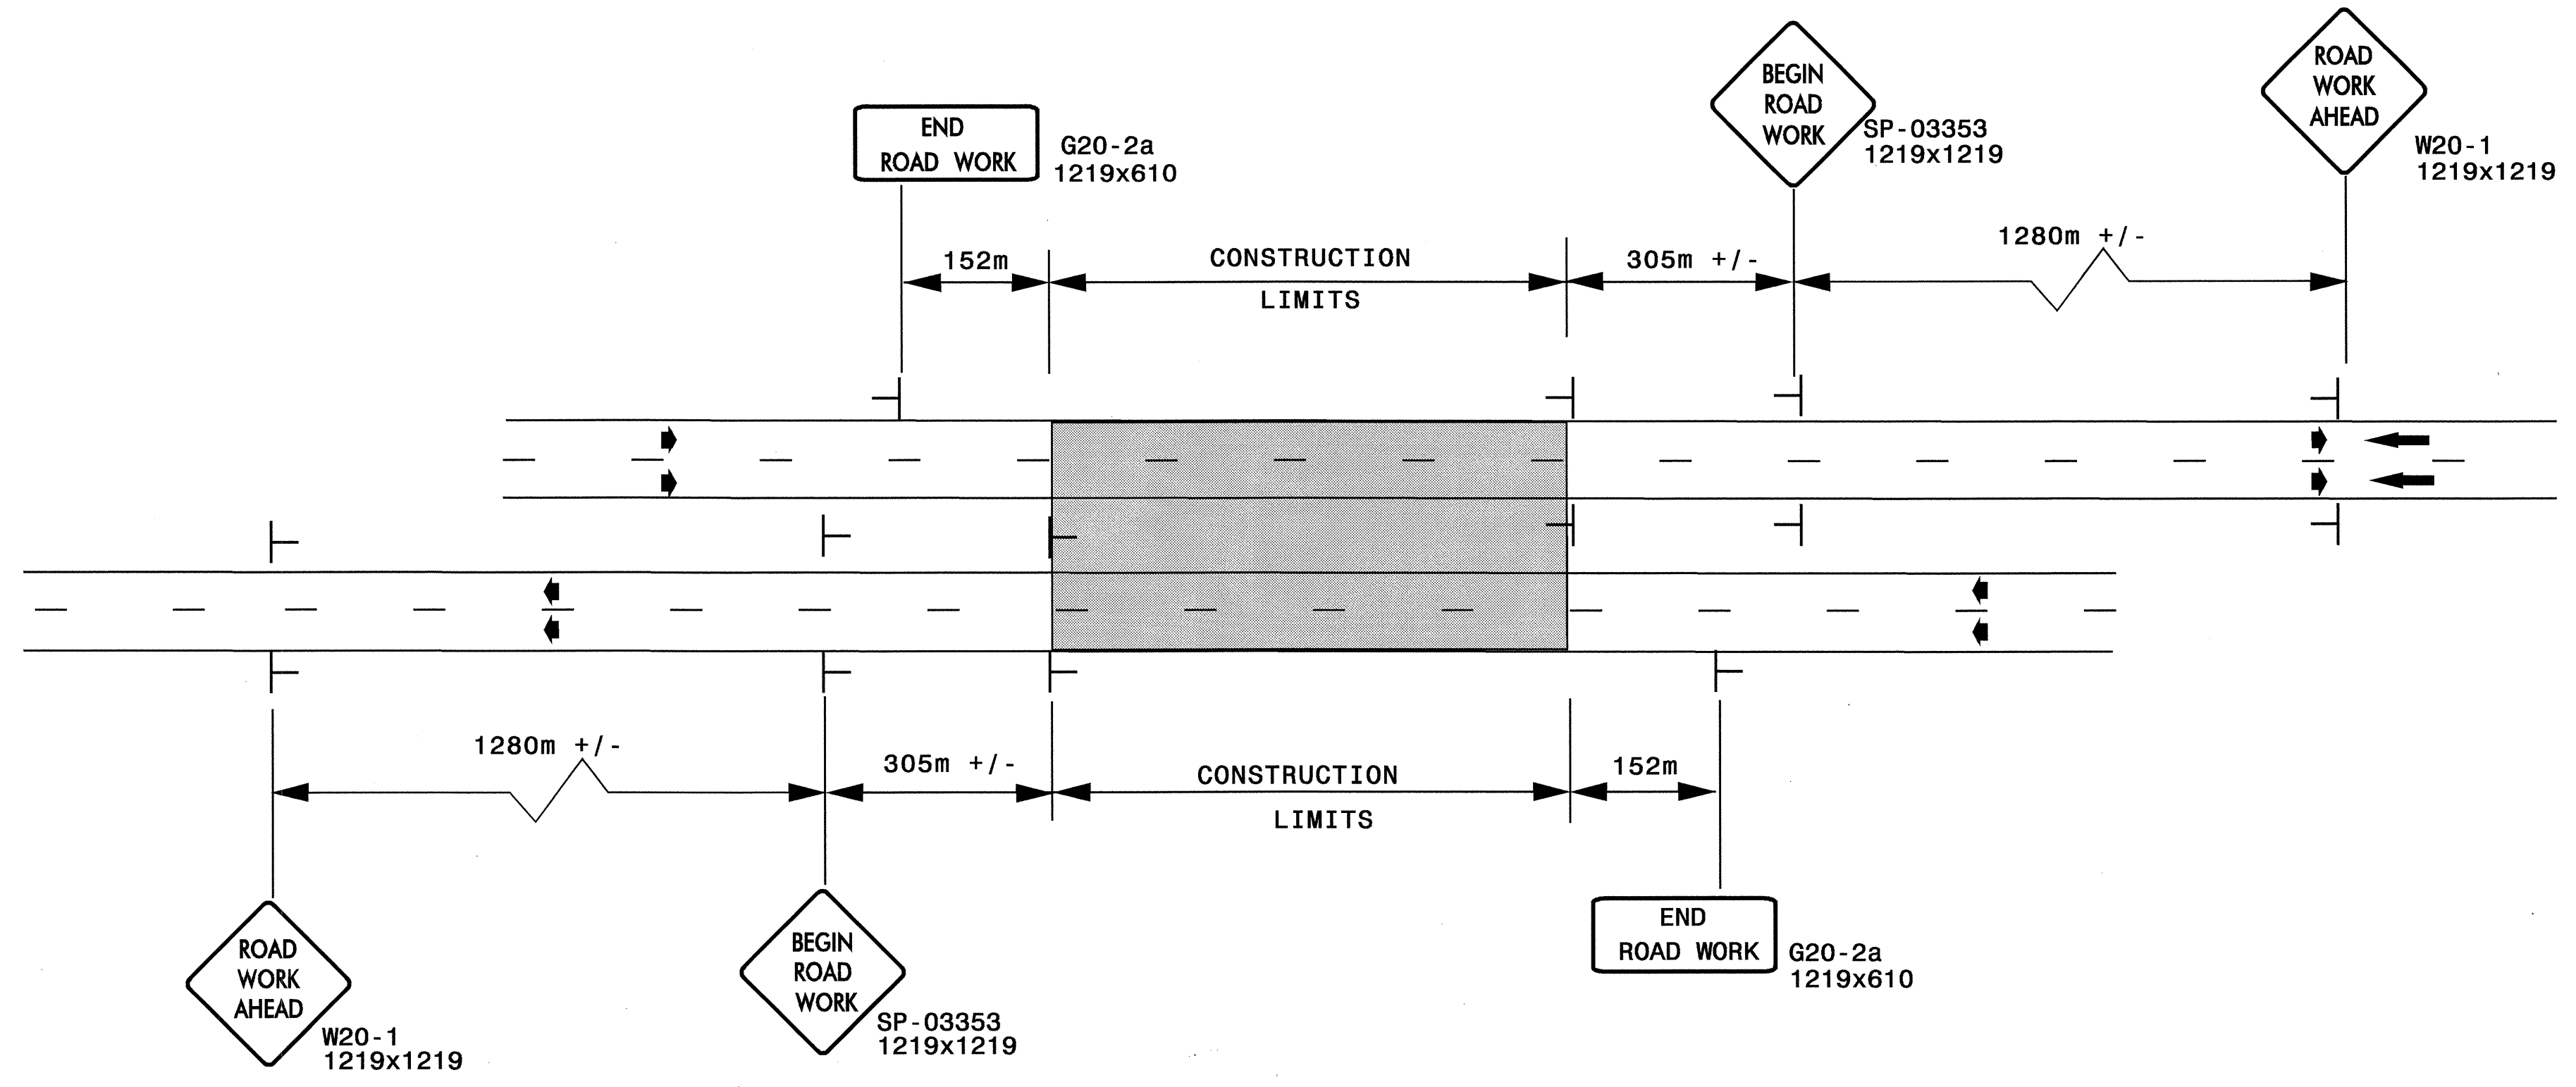 ROAD
WORK
AHEAD
W20-1
1219x1219
BEGIN
ROAD
WORK
SP-03353
1219x1219
END
ROAD WORK
G20-2a
1219x610
152m
CONSTRUCTION
LIMITS
305m +/-
1280m +/-
1280m +/-
305m +/-
CONSTRUCTION
LIMITS
152m
ROAD
WORK
AHEAD
W20-1
1219x1219
BEGIN
ROAD
WORK
SP-03353
1219x1219
END
ROAD WORK
G20-2a
1219x610